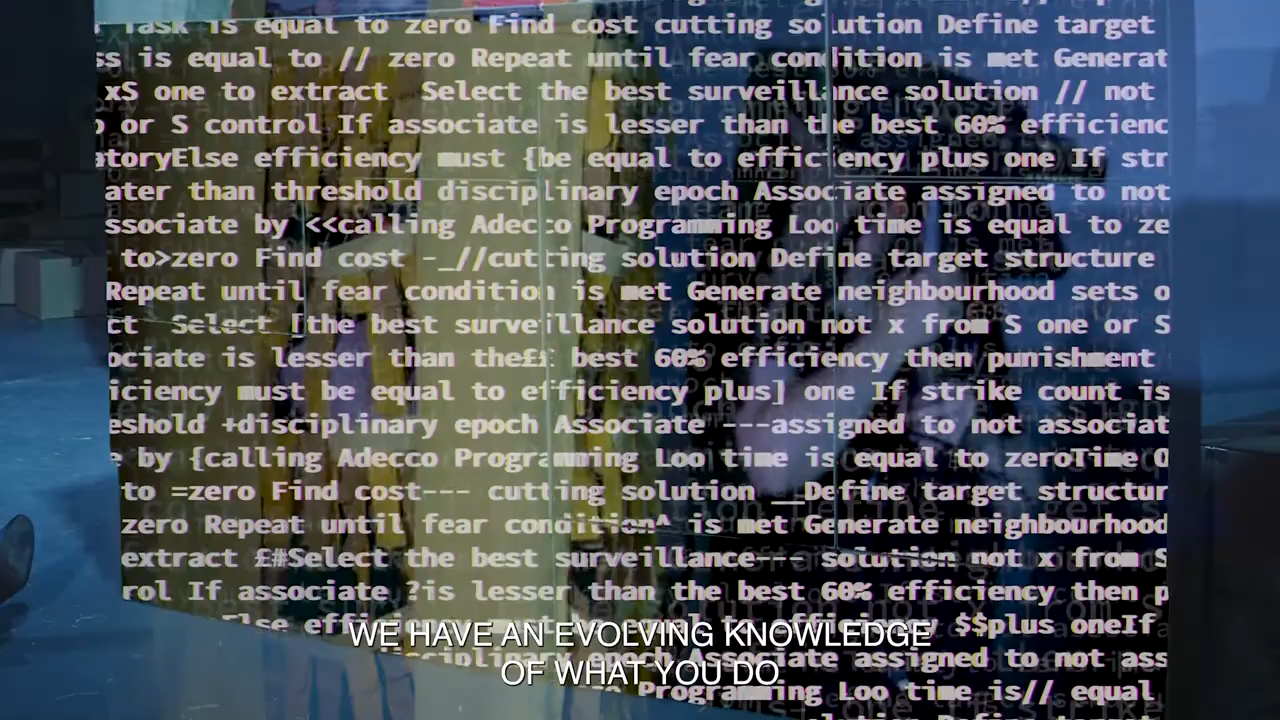 Task is equal to zero Find cost cutting solution Define target
ss is equal to // zero Repeat until fear condition is met Generat
xS one to extract Select the best surveillance solution // not
o or S control If associate is lesser than the best 60% efficienc
atoryElse efficiency must {be equal to efficiency plus one If str
ater than threshold disciplinary epoch Associate assigned to not
ssociate by <<calling Adecco Programming Loo time is equal to ze
to>zero Find cost -_//cutting solution Define target structure
Repeat until fear condition is met Generate neighbourhood sets o
ct Select [the best surveillance solution not x from S one or S
ociate is lesser than the££ best 60% efficiency then punishment
iciency must be equal to efficiency plus] one If strike count is
eshold +disciplinary epoch Associate ---assigned to not associat
e by {calling Adecco Programming Loo time is equal to zeroTime O
to =zero Find cost--- cutting solution __Define target structur
zero Repeat until fear condition^ is met Generate neighbourhood
extract £#Select the best surveillance--- solution not x from S
rol If associate ?is lesser than the best 60% efficiency then p
Else equal to efficiency $$plus oneIf
WE HAVE AN EVOLVING KNOWLEDGE
disciplinary epoch Associate assigned to not ass
OF WHAT YOU DO
Programming Loo time is// equal